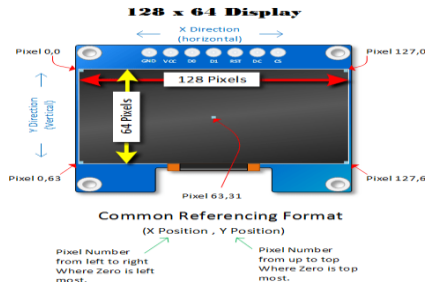 128 x 64 Display
X Direction
(horizontal)
Pixel 0,0
Pixel 127,0
GND VCC D0 D1 RST DC CS
128 Pixels
Y Direction
(Vertical)
64 Pixels
Pixel 0,63
Pixel 63,31
Pixel 127,6
Common Referencing Format
(X Position , Y Position)
Pixel Number
from left to right
Where Zero is left
most.
Pixel Number
from up to top
Where Zero is top
most.